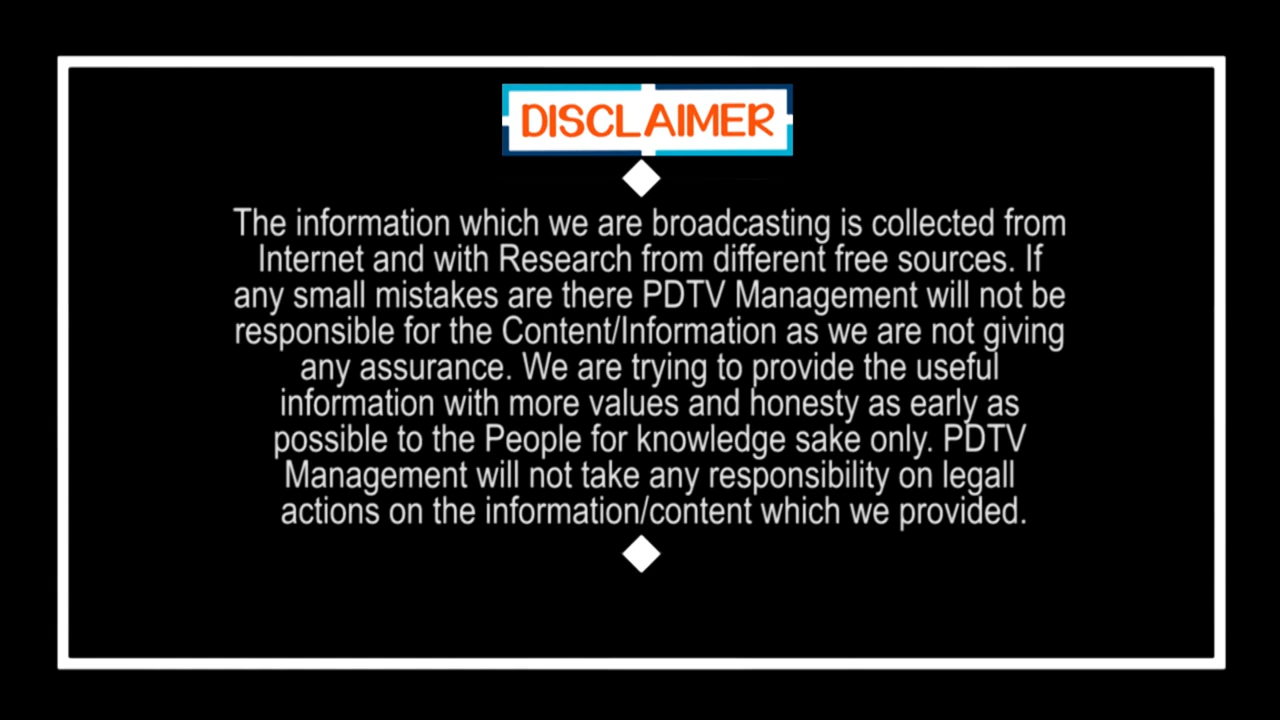 DISCLAIMER
The information which we are broadcasting is collected from
Internet and with Research from different free sources. If
any small mistakes are there PDTV Management will not be
responsible for the Content/Information as we are not giving
any assurance. We are trying to provide the useful
information with more values and honesty as early as
possible to the People for knowledge sake only. PDTV
Management will not take any responsibility on legall
actions on the information/content which we provided.